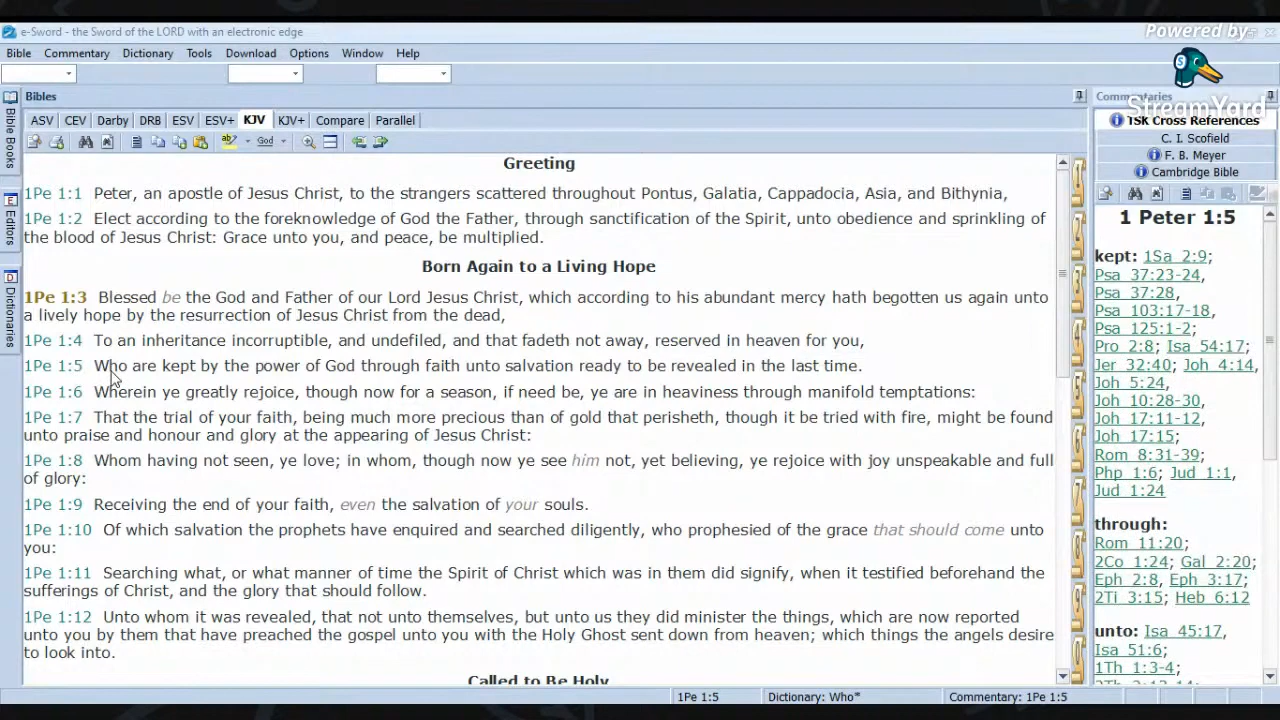 e-Sword - the Sword of the LORD with an electronic edge
Powered by
Bible Commentary Dictionary Tools Download Options Window Help
StreamYard
Bible Books
Editors
Dictionaries
Bibles
ASV CEV Darby DRB ESV ESV+ KJV KJV+ Compare Parallel
Greeting
1Pe 1:1 Peter, an apostle of Jesus Christ, to the strangers scattered throughout Pontus, Galatia, Cappadocia, Asia, and Bithynia,
1Pe 1:2 Elect according to the foreknowledge of God the Father, through sanctification of the Spirit, unto obedience and sprinkling of
the blood of Jesus Christ: Grace unto you, and peace, be multiplied.
Born Again to a Living Hope
1Pe 1:3 Blessed be the God and Father of our Lord Jesus Christ, which according to his abundant mercy hath begotten us again unto
a lively hope by the resurrection of Jesus Christ from the dead,
1Pe 1:4 To an inheritance incorruptible, and undefiled, and that fadeth not away, reserved in heaven for you,
1Pe 1:5 Who are kept by the power of God through faith unto salvation ready to be revealed in the last time.
1Pe 1:6 Wherein ye greatly rejoice, though now for a season, if need be, ye are in heaviness through manifold temptations:
1Pe 1:7 That the trial of your faith, being much more precious than of gold that perisheth, though it be tried with fire, might be found
unto praise and honour and glory at the appearing of Jesus Christ:
1Pe 1:8 Whom having not seen, ye love; in whom, though now ye see him not, yet believing, ye rejoice with joy unspeakable and full
of glory:
1Pe 1:9 Receiving the end of your faith, even the salvation of your souls.
1Pe 1:10 Of which salvation the prophets have enquired and searched diligently, who prophesied of the grace that should come unto
you:
1Pe 1:11 Searching what, or what manner of time the Spirit of Christ which was in them did signify, when it testified beforehand the
sufferings of Christ, and the glory that should follow.
1Pe 1:12 Unto whom it was revealed, that not unto themselves, but unto us they did minister the things, which are now reported
unto you by them that have preached the gospel unto you with the Holy Ghost sent down from heaven; which things the angels desire
to look into.
Called to Be Holy
Commentaries
TSK Cross References
C. I. Scofield
F. B. Meyer
Cambridge Bible
1 Peter 1:5
kept: 1Sa 2:9;
Psa 37:23-24,
Psa 37:28,
Psa 103:17-18,
Psa 125:1-2;
Pro 2:8; Isa 54:17;
Jer 32:40; Joh 4:14,
Joh 5:24,
Joh 10:28-30,
Joh 17:11-12,
Joh 17:15;
Rom 8:31-39;
Php 1:6; Jud 1:1,
Jud 1:24
through:
Rom 11:20;
2Co 1:24; Gal 2:20;
Eph 2:8, Eph 3:17;
2Ti 3:15; Heb 6:12
unto: Isa 45:17,
Isa 51:6;
1Th 1:3-4;
1Pe 1:5 Dictionary: Who* Commentary: 1Pe 1:5